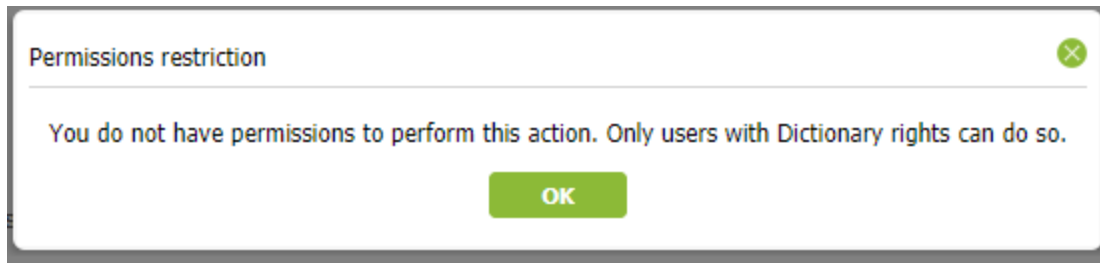 Permissions restriction
You do not have permissions to perform this action. Only users with Dictionary rights can do so.
OK